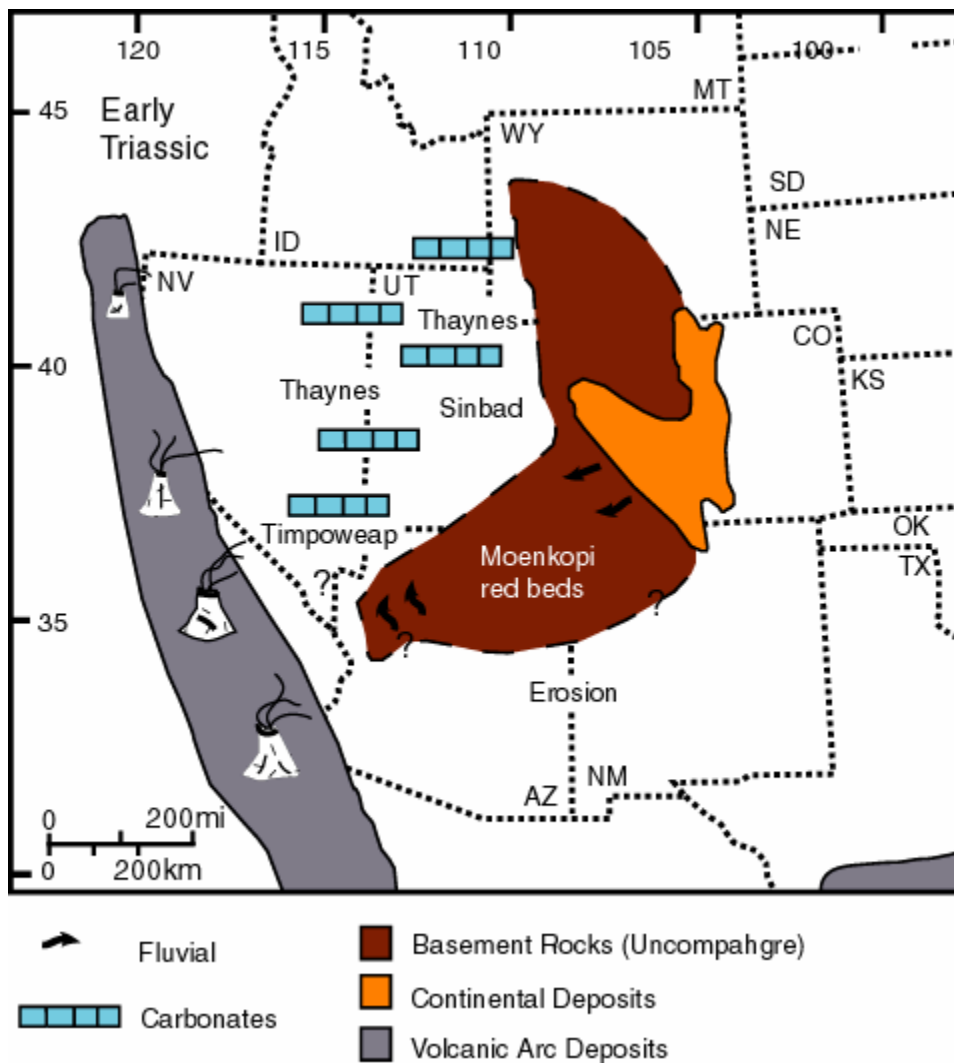 120 115 110 105 100
45
Early
Triassic
MT
WY
SD
NE
ID
NV
UT
Thaynes
CO
40
KS
Thaynes
Sinbad
Timpoweap
OK
TX
Moenkopi
red beds
?
?
35
?
Erosion
AZ
NM
0 200mi
0 200km
Fluvial
Carbonates
Basement Rocks (Uncompahgre)
Continental Deposits
Volcanic Arc Deposits